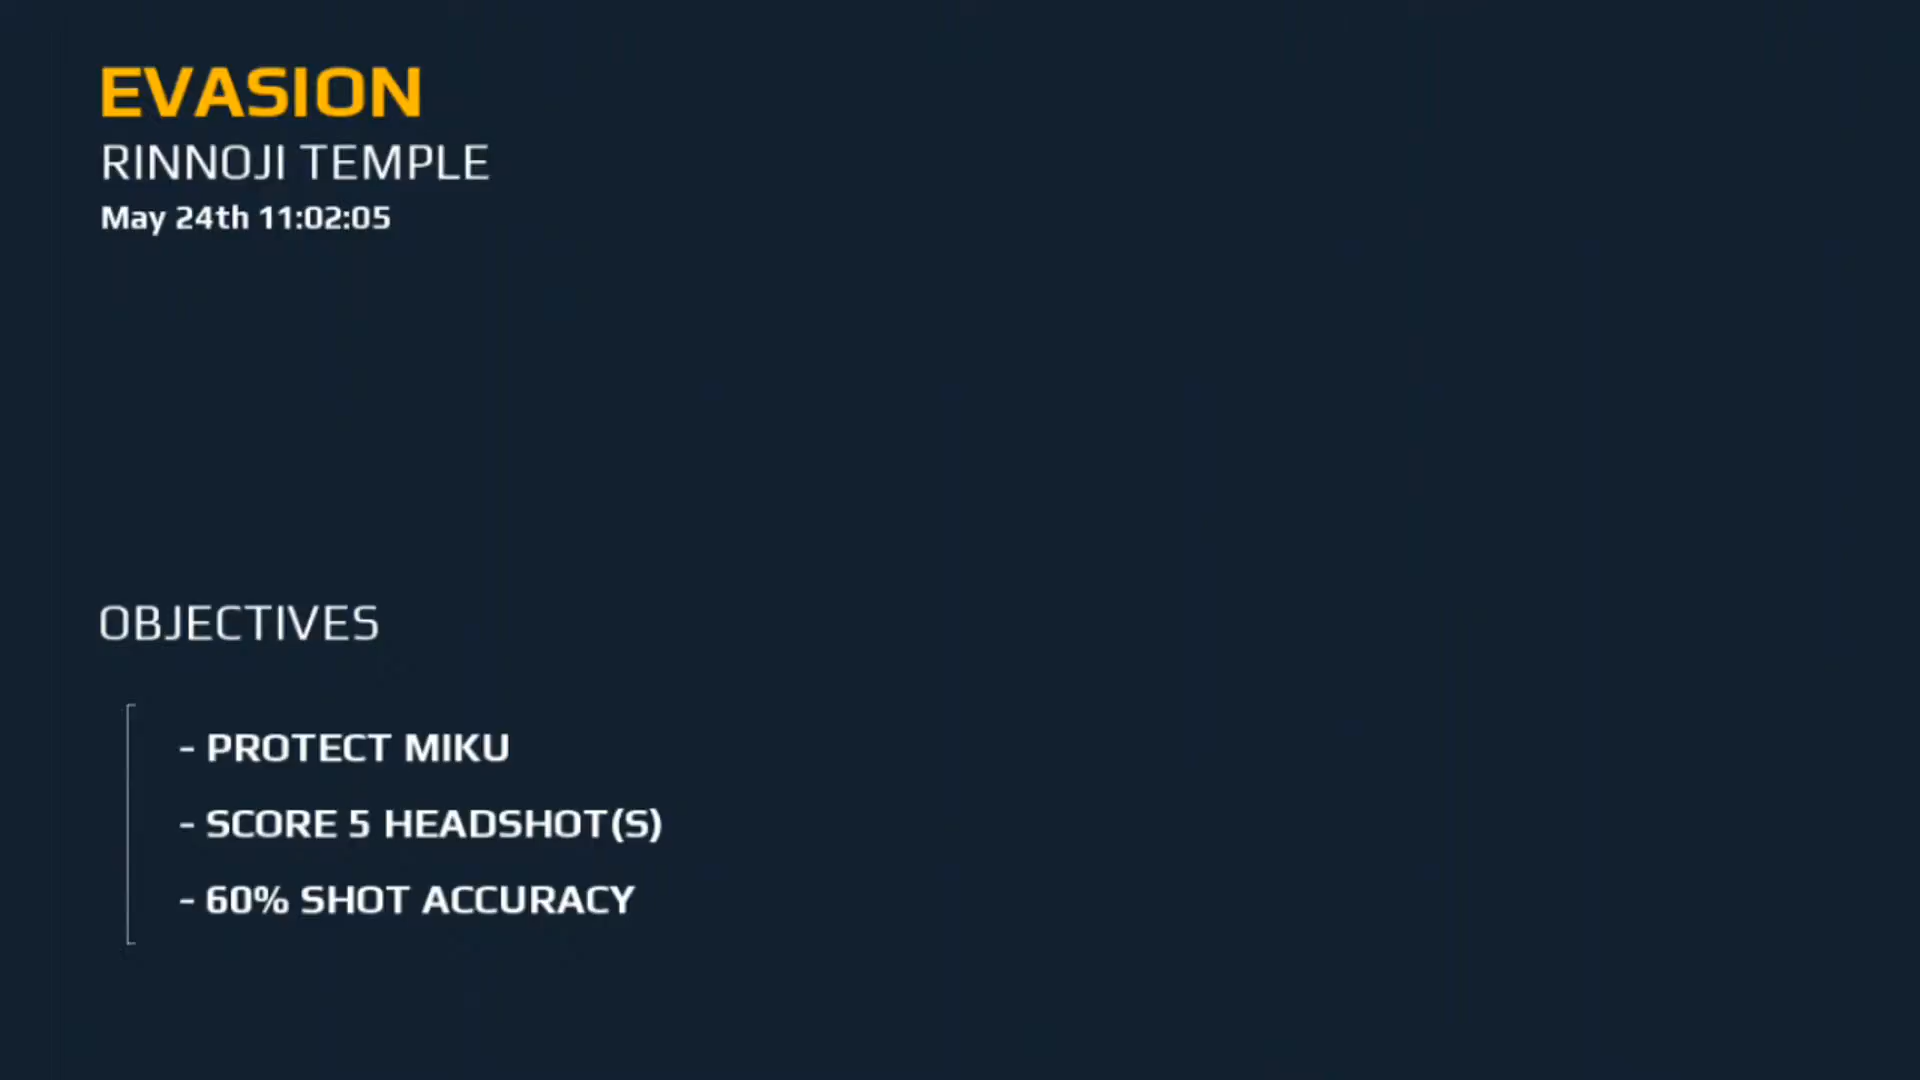 EVASION
RINNOJI TEMPLE
May 24th 11:02:05
OBJECTIVES
- PROTECT MIKU
- SCORE 5 HEADSHOT(S)
- 60% SHOT ACCURACY